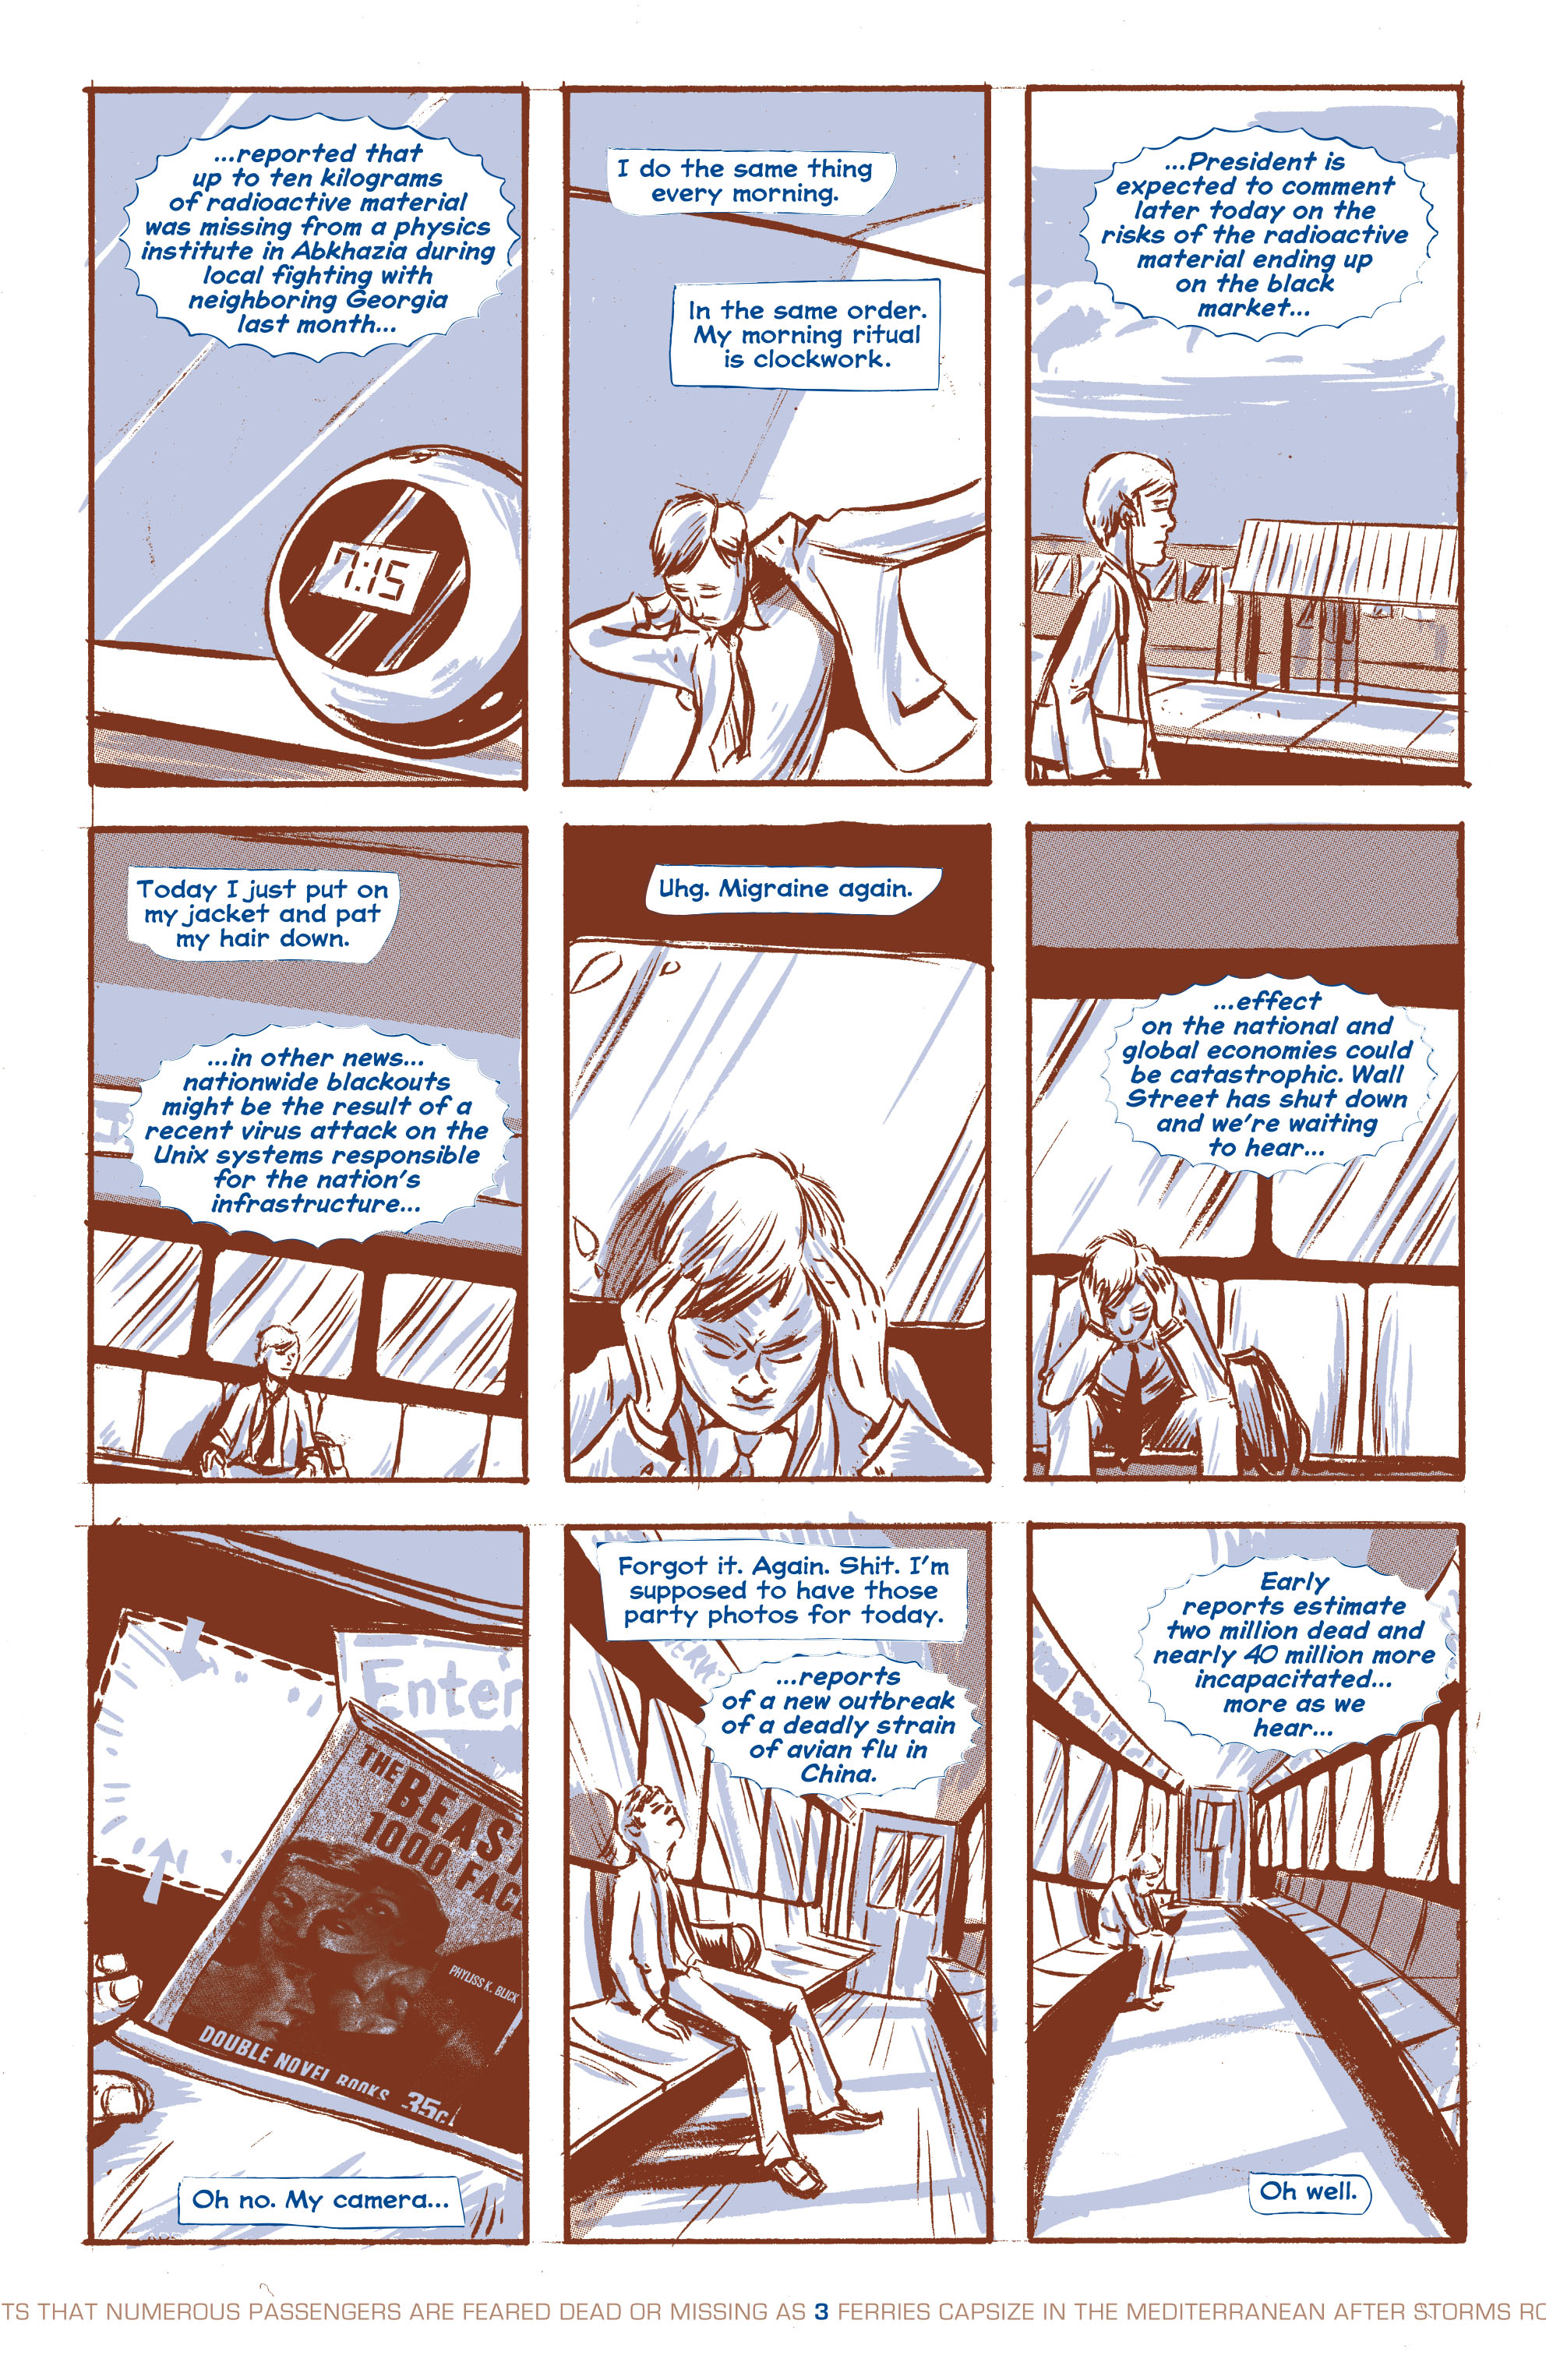 ...reported that
up to ten kilograms
of radioactive material
was missing from a physics
institute in Abkhazia during
local fighting with
neighboring Georgia
last month...
7:15
I do the same thing
every morning.
In the same order.
My morning ritual
is clockwork.
...President is
expected to comment
later today on the
risks of the radioactive
material ending up
on the black
market...
Today I just put on
my jacket and pat
my hair down.
...in other news...
nationwide blackouts
might be the result of a
recent virus attack on the
Unix systems responsible
for the nation's
infrastructure...
Uhg. Migraine again.
...effect
on the national and
global economies could
be catastrophic. Wall
Street has shut down
and we're waiting
to hear...
Enter
THE
BEAST
1000 FAC
PHYLISS K. BLICK
DOUBLE NOVEL BOOKS 35c
Oh no. My camera...
Forgot it. Again. Shit. I'm
supposed to have those
party photos for today.
...reports
of a new outbreak
of a deadly strain
of avian flu in
China.
Early
reports estimate
two million dead and
nearly 40 million more
incapacitated...
more as we
hear...
Oh well.
TS THAT NUMEROUS PASSENGERS ARE FEARED DEAD OR MISSING AS 3 FERRIES CAPSIZE IN THE MEDITERRANEAN AFTER STORMS RO